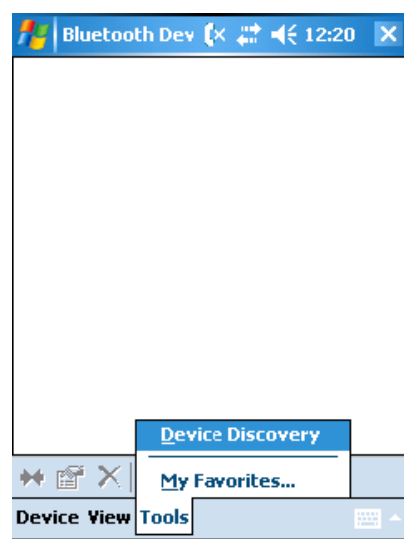 Bluetooth Dev 12:20
Device Discovery
My Favorites...
Device View Tools